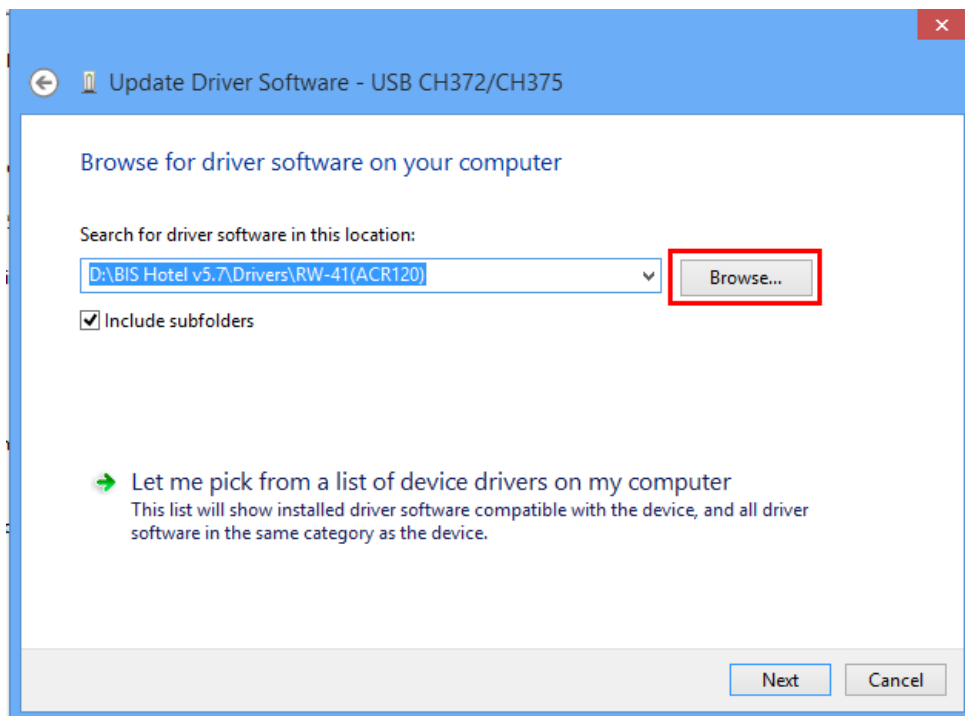 Update Driver Software - USB CH372/CH375
Browse for driver software on your computer
Search for driver software in this location:
D:\BIS Hotel v5.7\Drivers\RW-41(ACR120)
Browse...
Include subfolders
Let me pick from a list of device drivers on my computer
This list will show installed driver software compatible with the device, and all driver
software in the same category as the device.
Next
Cancel